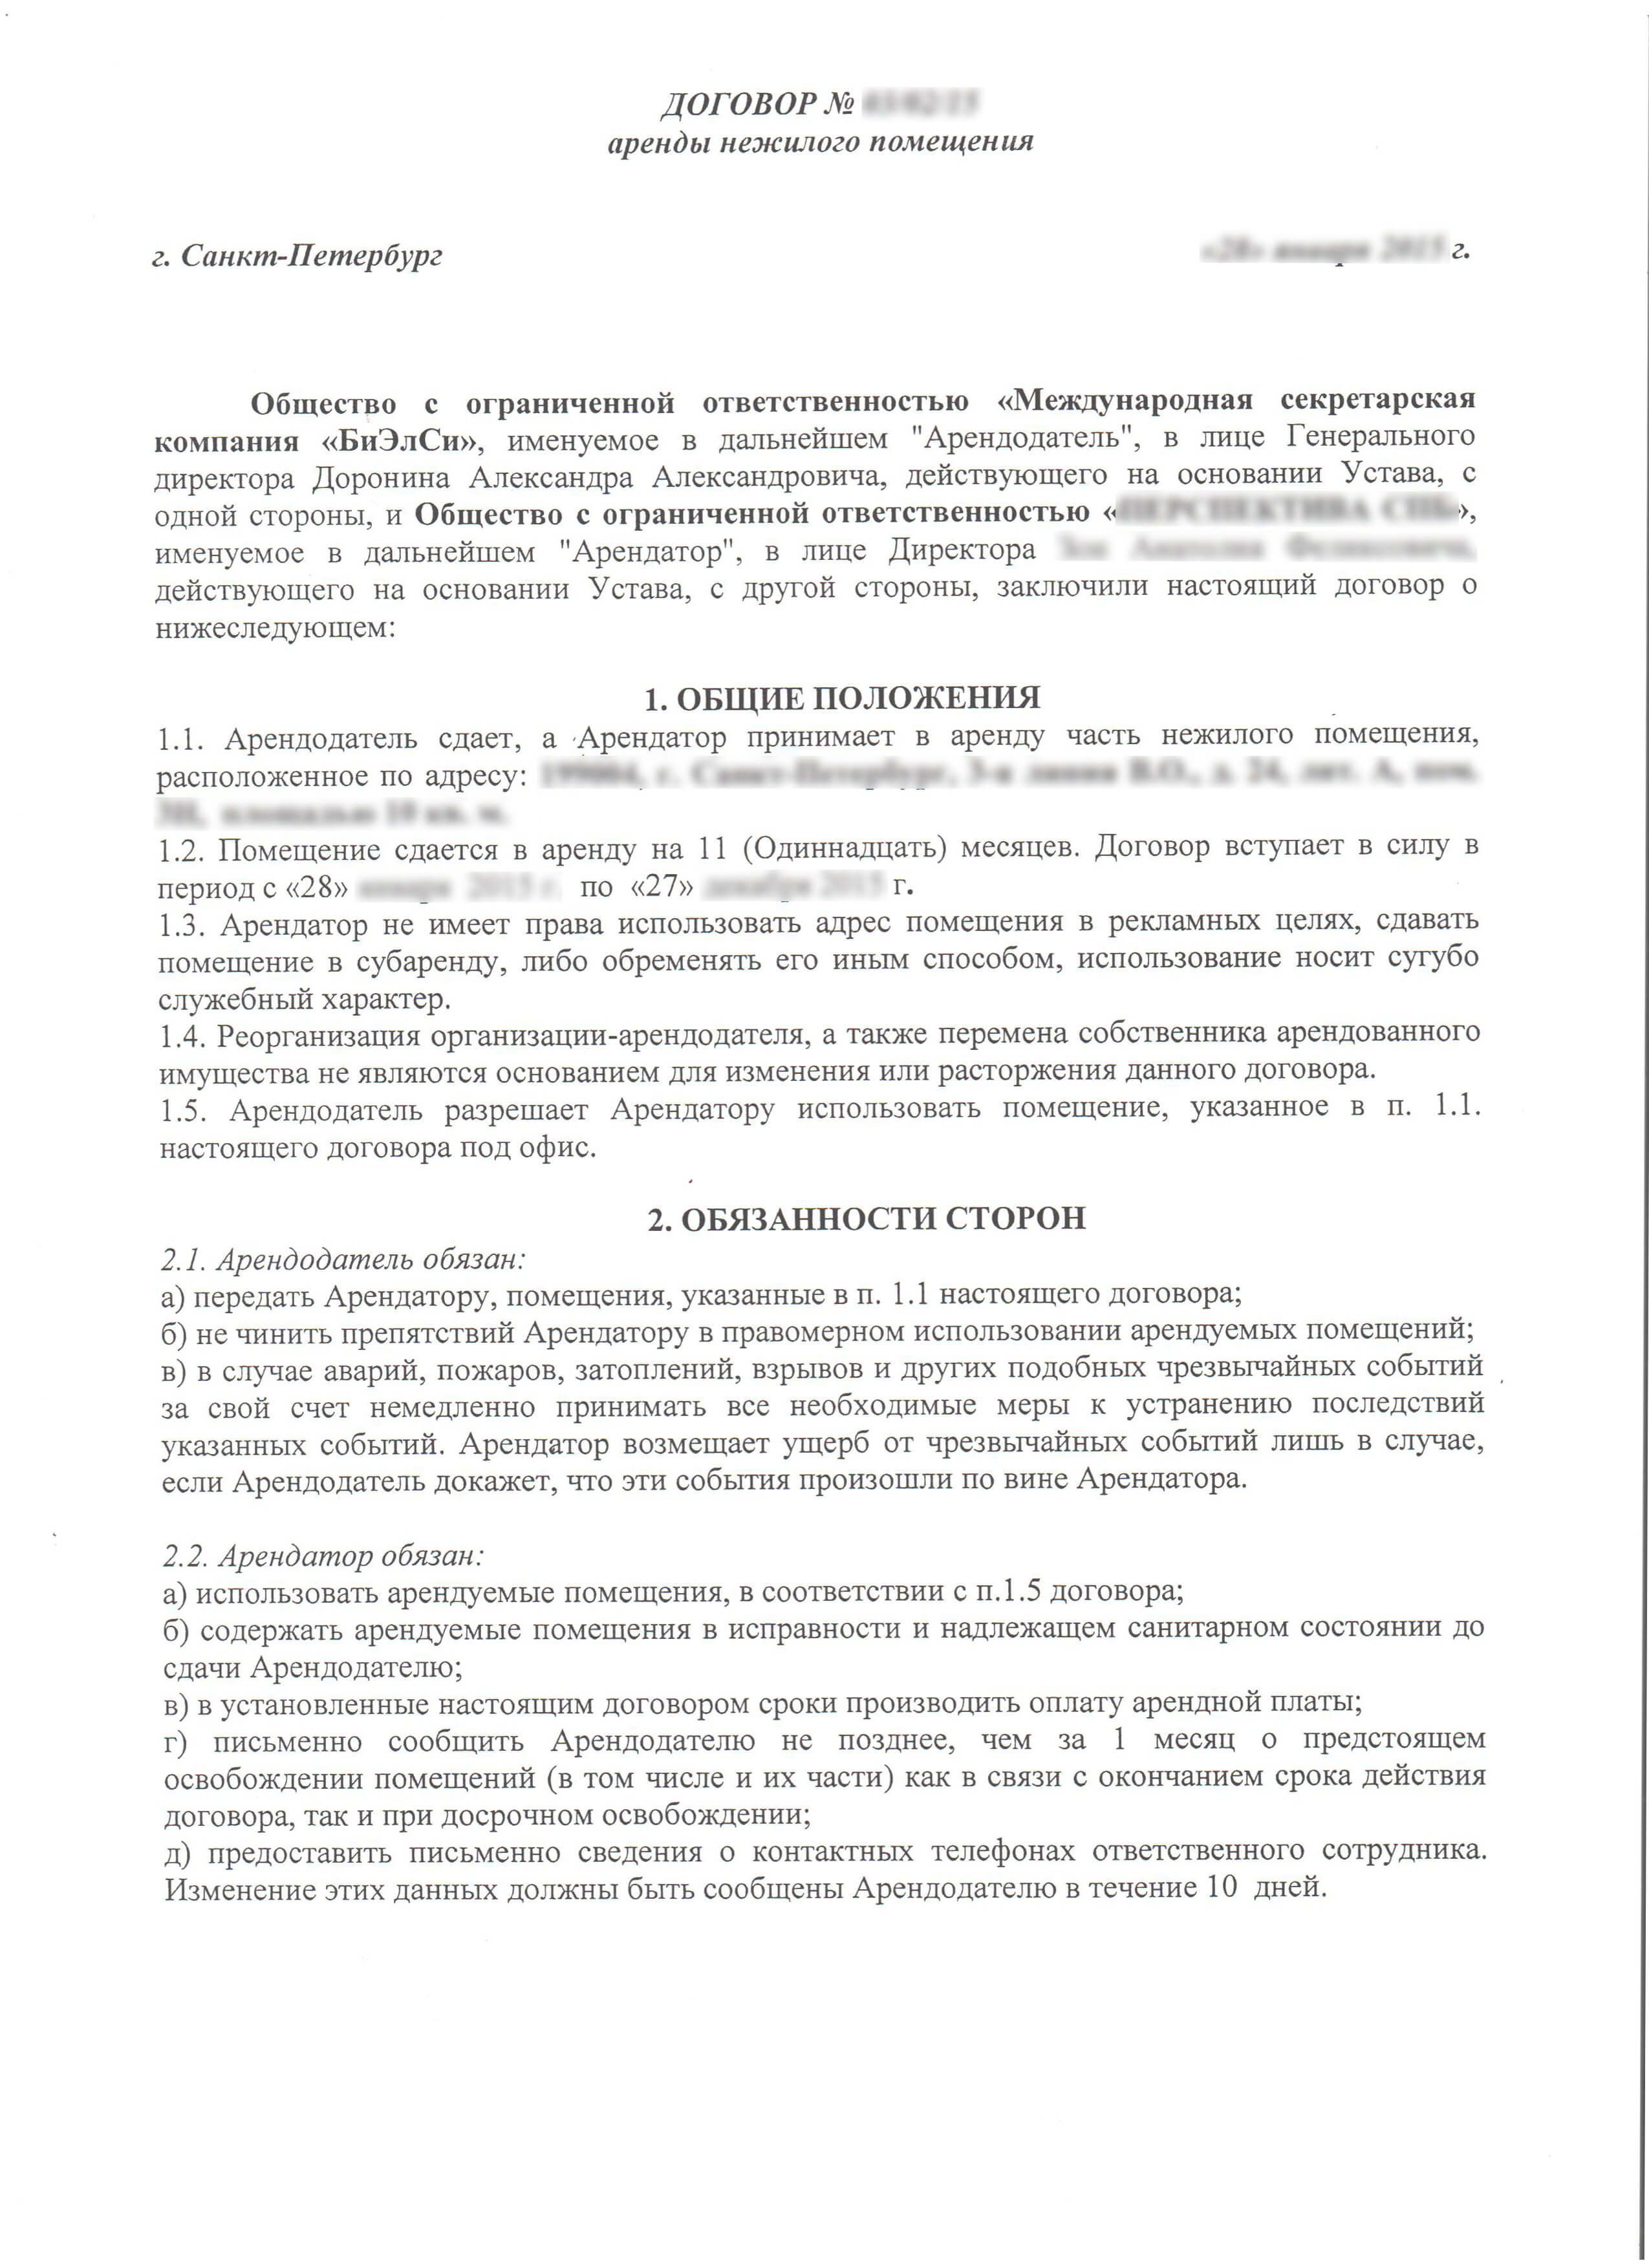 ДОГОВОР №
аренды нежилого помещения
г. Санкт-Петербург г.
Общество с ограниченной ответственностью «Международная секретарская
компания «БиЭлСи», именуемое в дальнейшем "Арендодатель", в лице Генерального
директора Доронина Александра Александровича, действующего на основании Устава, с
одной стороны, и Общество с ограниченной ответственностью « »,
именуемое в дальнейшем "Арендатор", в лице Директора
действующего на основании Устава, с другой стороны, заключили настоящий договор о
нижеследующем:
1. ОБЩИЕ ПОЛОЖЕНИЯ
1.1. Арендодатель сдает, а Арендатор принимает в аренду часть нежилого помещения,
расположенное по адресу:
1.2. Помещение сдается в аренду на 11 (Одиннадцать) месяцев. Договор вступает в силу в
период с «28» по «27» г.
1.3. Арендатор не имеет права использовать адрес помещения в рекламных целях, сдавать
помещение в субаренду, либо обременять его иным способом, использование носит сугубо
служебный характер.
1.4. Реорганизация организации-арендодателя, а также перемена собственника арендованного
имущества не являются основанием для изменения или расторжения данного договора.
1.5. Арендодатель разрешает Арендатору использовать помещение, указанное в п. 1.1.
настоящего договора под офис.
2. ОБЯЗАННОСТИ СТОРОН
2.1. Арендодатель обязан:
а) передать Арендатору, помещения, указанные в п. 1.1 настоящего договора;
б) не чинить препятствий Арендатору в правомерном использовании арендуемых помещений;
в) в случае аварий, пожаров, затоплений, взрывов и других подобных чрезвычайных событий
за свой счет немедленно принимать все необходимые меры к устранению последствий
указанных событий. Арендатор возмещает ущерб от чрезвычайных событий лишь в случае,
если Арендодатель докажет, что эти события произошли по вине Арендатора.
2.2. Арендатор обязан:
а) использовать арендуемые помещения, в соответствии с п.1.5 договора;
б) содержать арендуемые помещения в исправности и надлежащем санитарном состоянии до
сдачи Арендодателю;
в) в установленные настоящим договором сроки производить оплату арендной платы;
г) письменно сообщить Арендодателю не позднее, чем за 1 месяц о предстоящем
освобождении помещений (в том числе и их части) как в связи с окончанием срока действия
договора, так и при досрочном освобождении;
д) предоставить письменно сведения о контактных телефонах ответственного сотрудника.
Изменение этих данных должны быть сообщены Арендодателю в течение 10 дней.